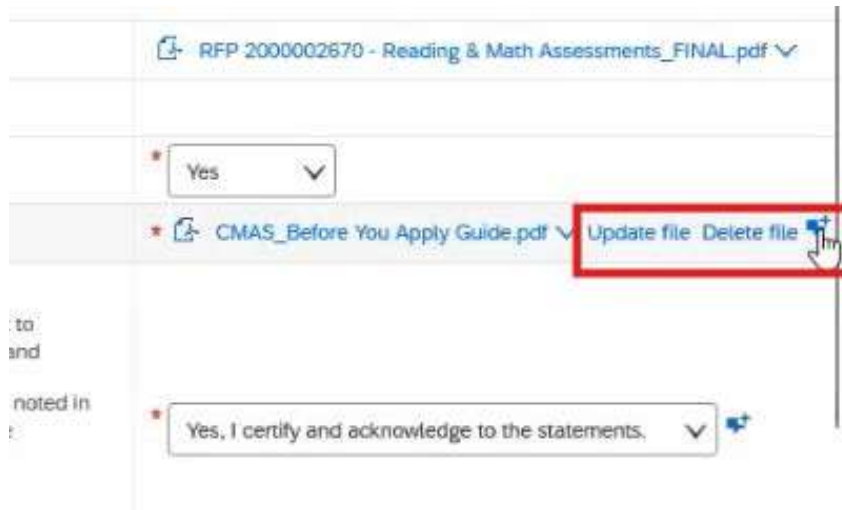 RFP 2000002670 - Reading & Math Assessments_FINAL.pdf
* Yes
* CMAS_Before You Apply Guide.pdf Update file Delete file
to
and
noted in
* Yes, I certify and acknowledge to the statements.